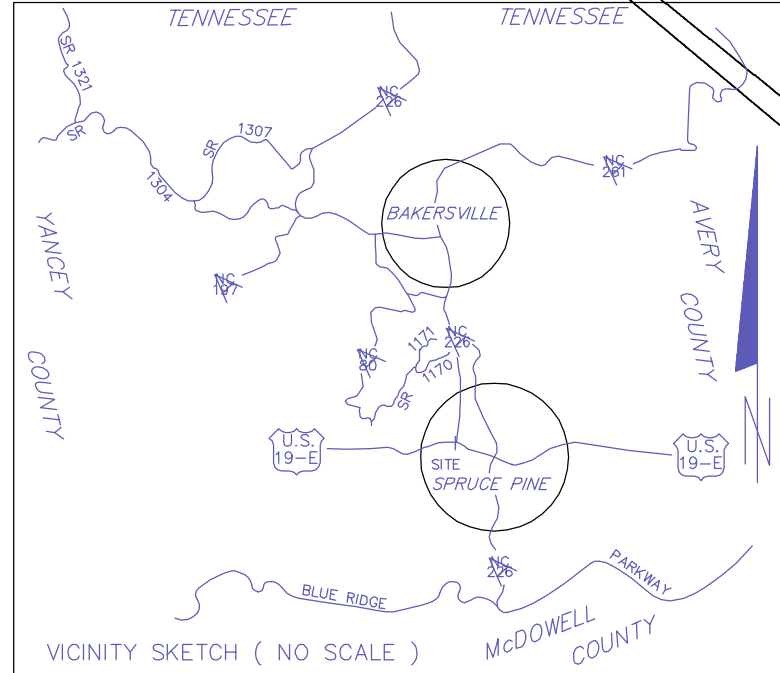 TENNESSEE
TENNESSEE
SR 1321
NC
226
SR
1307
SR
1304
NC
261
BAKERSVILLE
YANCEY
COUNTY
AVERY
COUNTY
NC
197
NC
226
1171
NC
80
1170
SR
U.S.
19-E
U.S.
19-E
SITE
SPRUCE PINE
N
NC
226
BLUE RIDGE
PARKWAY
McDOWELL
COUNTY
VICINITY SKETCH ( NO SCALE )